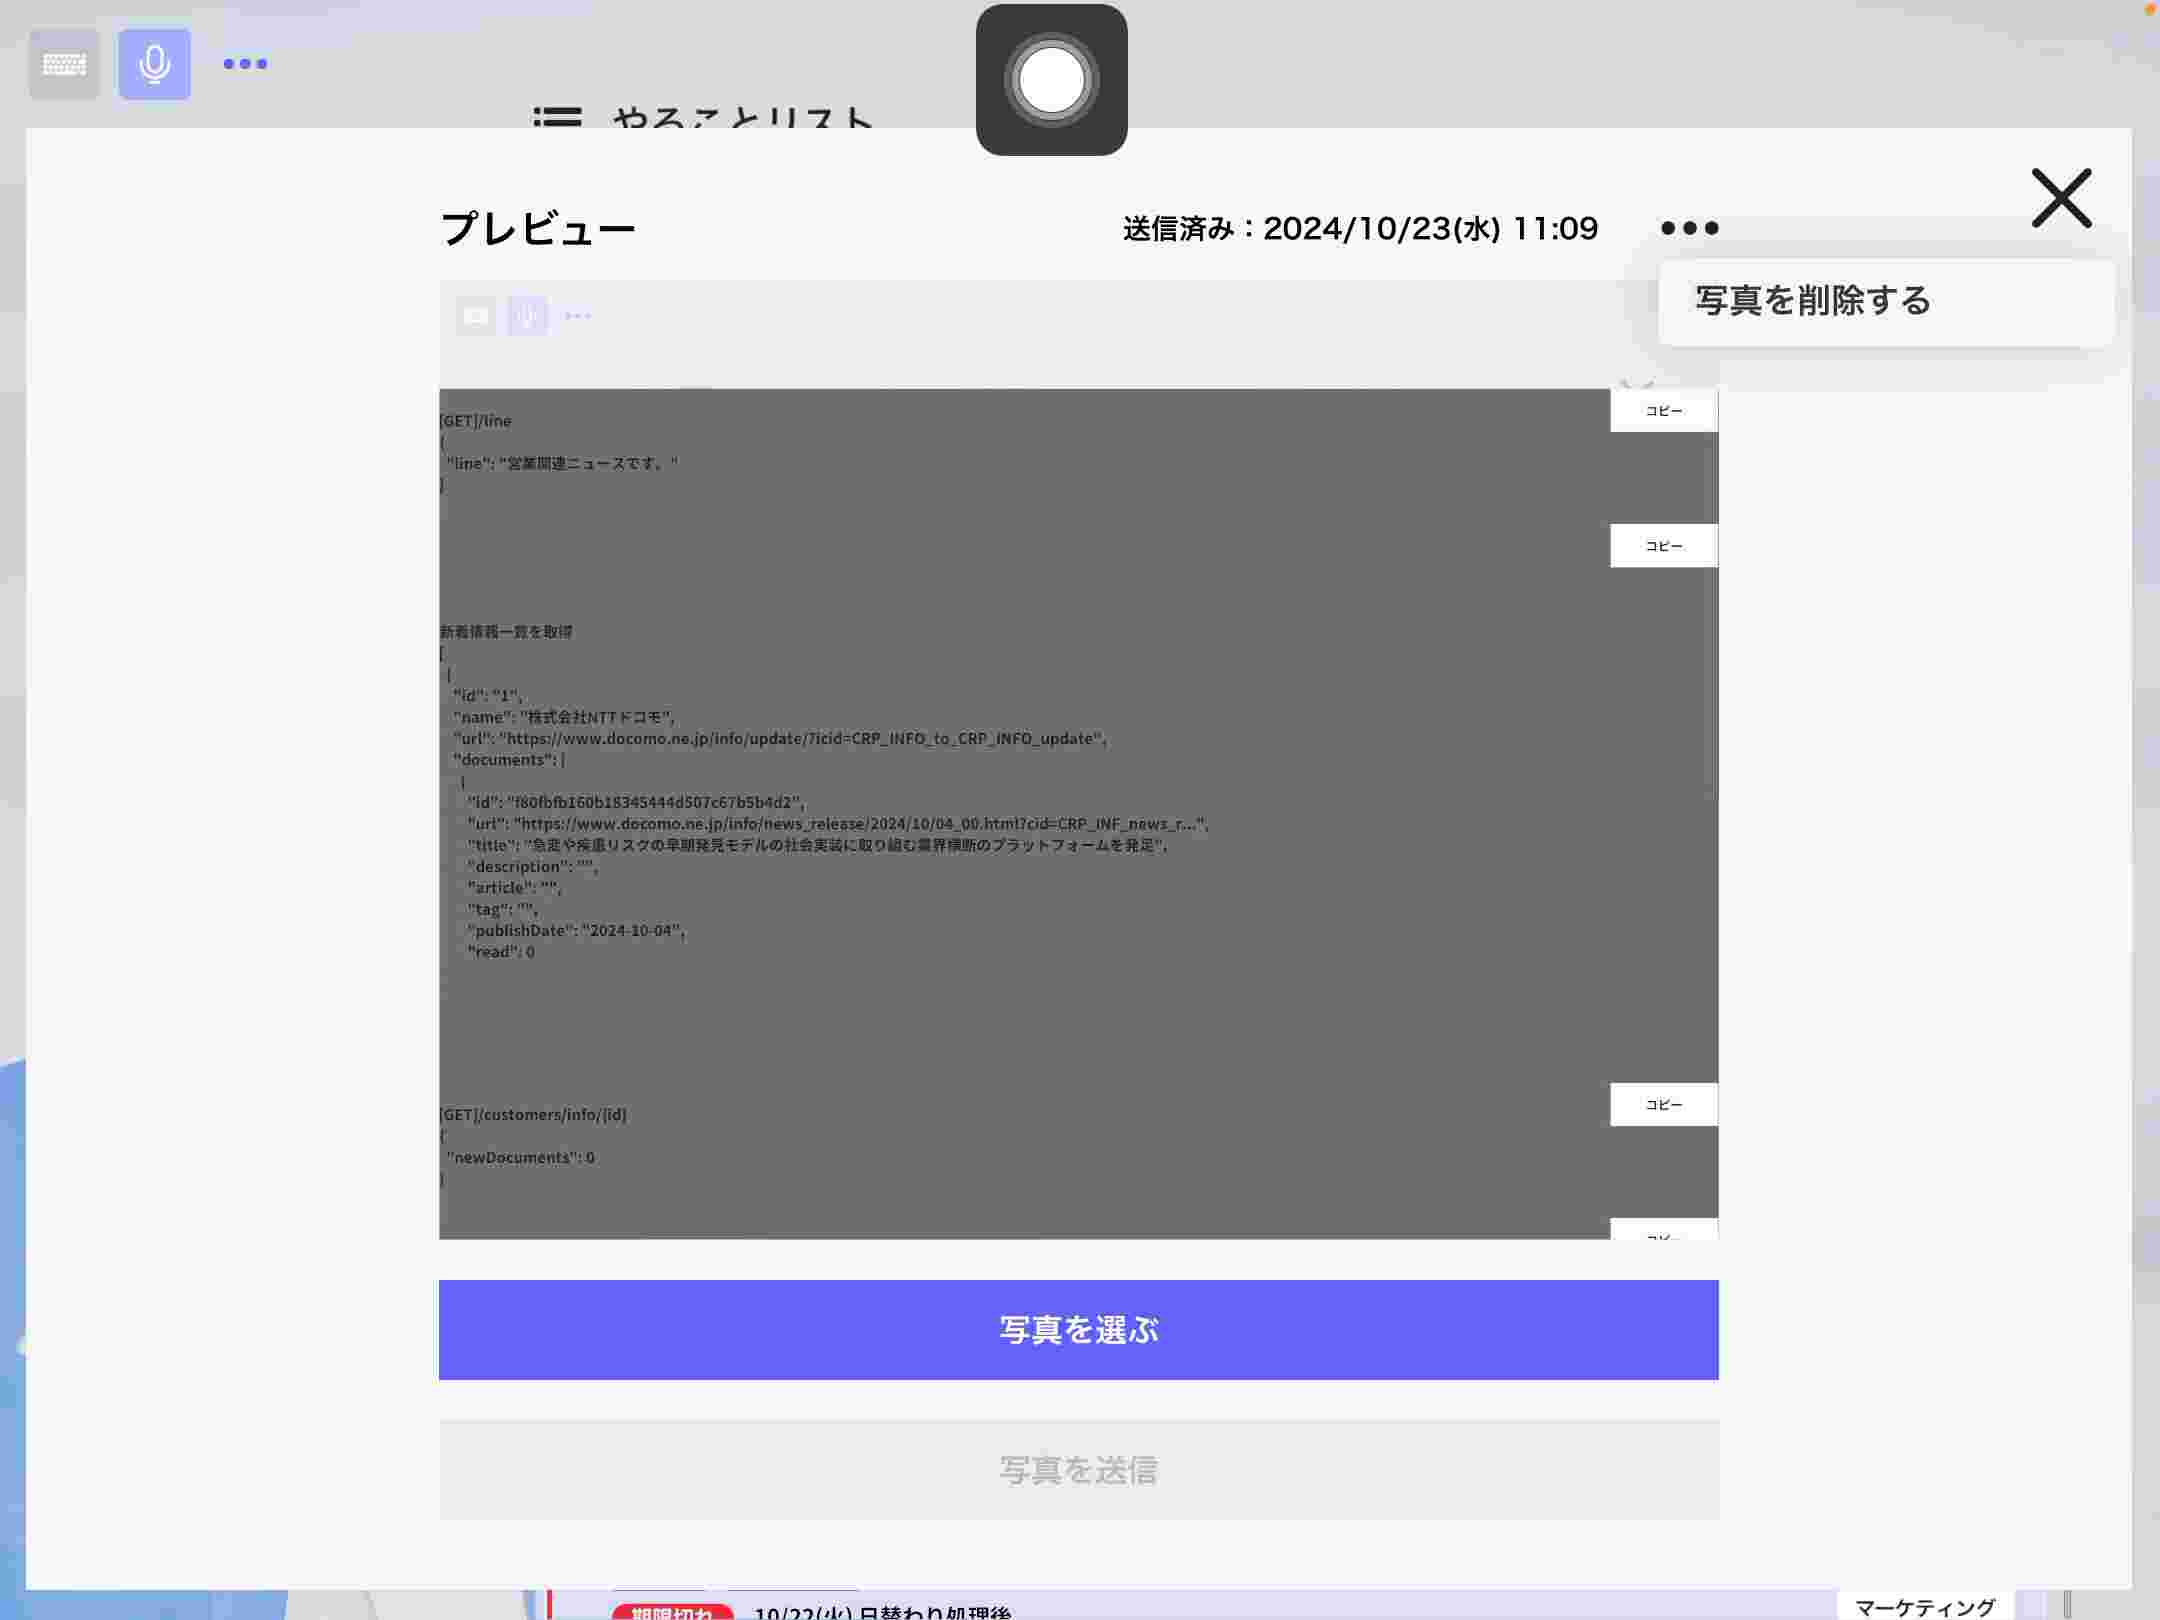 やることリスト
プレビュー
送信済み：2024/10/23(水) 11:09
写真を削除する
コピー
[GET]/line
{
"line": "営業関連ニュースです。"
}
コピー
新着情報一覧を取得
[
{
"id": "1",
"name": "株式会社NTTドコモ",
"url": "https://www.docomo.ne.jp/info/update/?icid=CRP_INFO_to_CRP_INFO_update",
"documents": [
{
"id": "f80fbfb160b18345444d507c67b5b4d2",
"url": "https://www.docomo.ne.jp/info/news_release/2024/10/04_00.html?cid=CRP_INF_news_r...",
"title": "急変や疾患リスクの早期発見モデルの社会実装に取り組む業界横断のプラットフォームを発足",
"description": "",
"article": "",
"tag": "",
"publishDate": "2024-10-04",
"read": 0
コピー
[GET]/customers/info/{id}
{
"newDocuments": 0
}
コピー
写真を選ぶ
写真を送信
期限切れ 10/22(火) 日替わり処理後
マーケティング